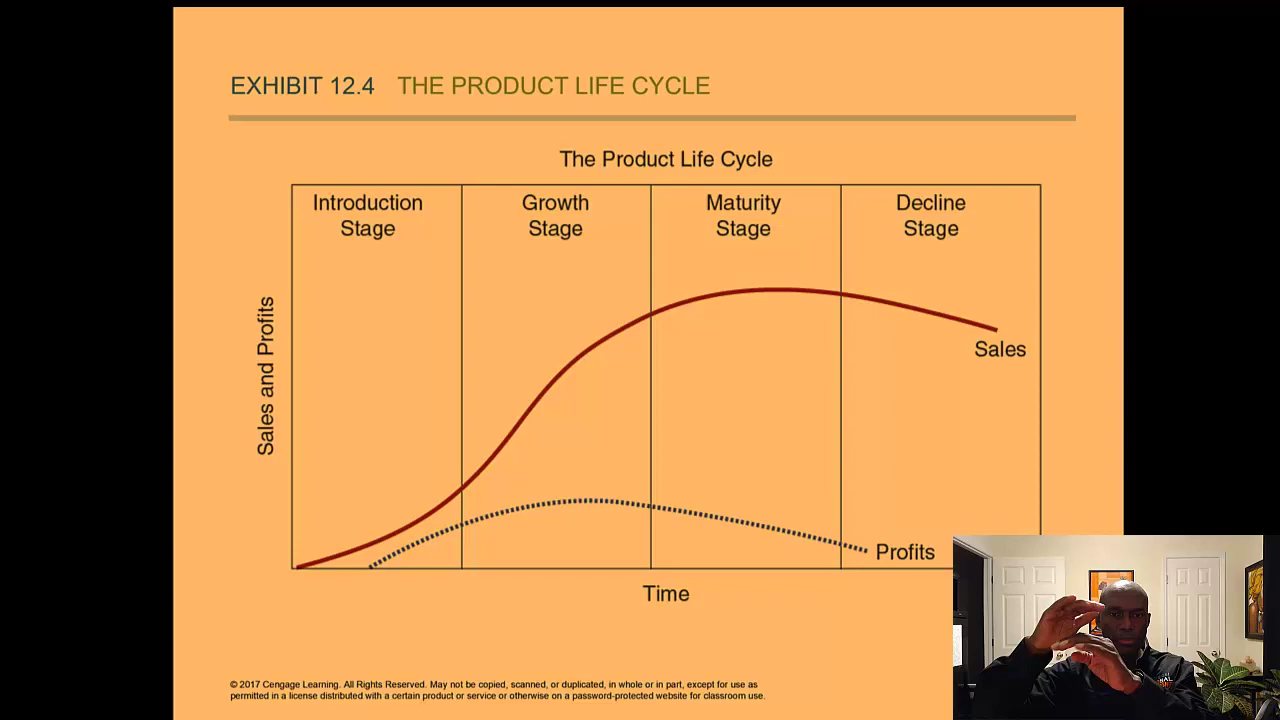 EXHIBIT 12.4 THE PRODUCT LIFE CYCLE
The Product Life Cycle
Introduction
Stage
Growth
Stage
Maturity
Stage
Decline
Stage
Sales and Profits
Sales
Profits
Time
© 2017 Cengage Learning. All Rights Reserved. May not be copied, scanned, or duplicated, in whole or in part, except for use as
permitted in a license distributed with a certain product or service or otherwise on a password-protected website for classroom use.